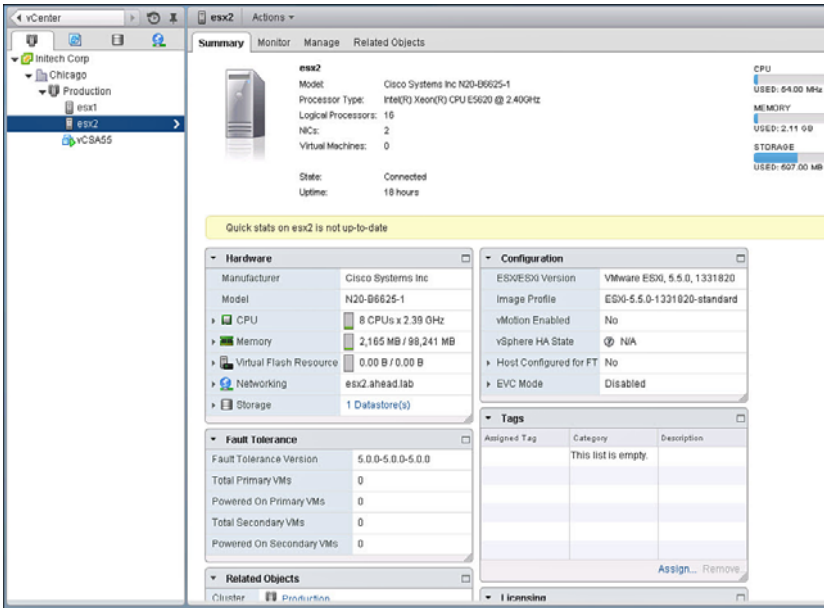 vCenter
esx2 Actions
Summary Monitor Manage Related Objects
Initech Corp
Chicago
Production
esx1
esx2
vCSA55
esx2
Model: Cisco Systems Inc N20-B6625-1
Processor Type: Intel(R) Xeon(R) CPU E5620 @ 2.40GHz
Logical Processors: 16
NICs: 2
Virtual Machines: 0
State: Connected
Uptime: 18 hours
CPU
USED: 64.00 MHz
MEMORY
USED: 2.11 GB
STORAGE
USED: 697.00 MB
Quick stats on esx2 is not up-to-date
Hardware
Manufacturer Cisco Systems Inc
Model N20-B6625-1
CPU 8 CPUs x 2.39 GHz
Memory 2,165 MB / 98,241 MB
Virtual Flash Resource 0.00 B / 0.00 B
Networking esx2.ahead.lab
Storage 1 Datastore(s)
Fault Tolerance
Fault Tolerance Version 5.0.0-5.0.0-5.0.0
Total Primary VMs 0
Powered On Primary VMs 0
Total Secondary VMs 0
Powered On Secondary VMs 0
Related Objects
Cluster Production
Configuration
ESX/ESXi Version VMware ESXi, 5.5.0, 1331820
Image Profile ESXi-5.5.0-1331820-standard
vMotion Enabled No
vSphere HA State N/A
Host Configured for FT No
EVC Mode Disabled
Tags
Assigned Tag Category Description
This list is empty.
Assign... Remove...
Licensing